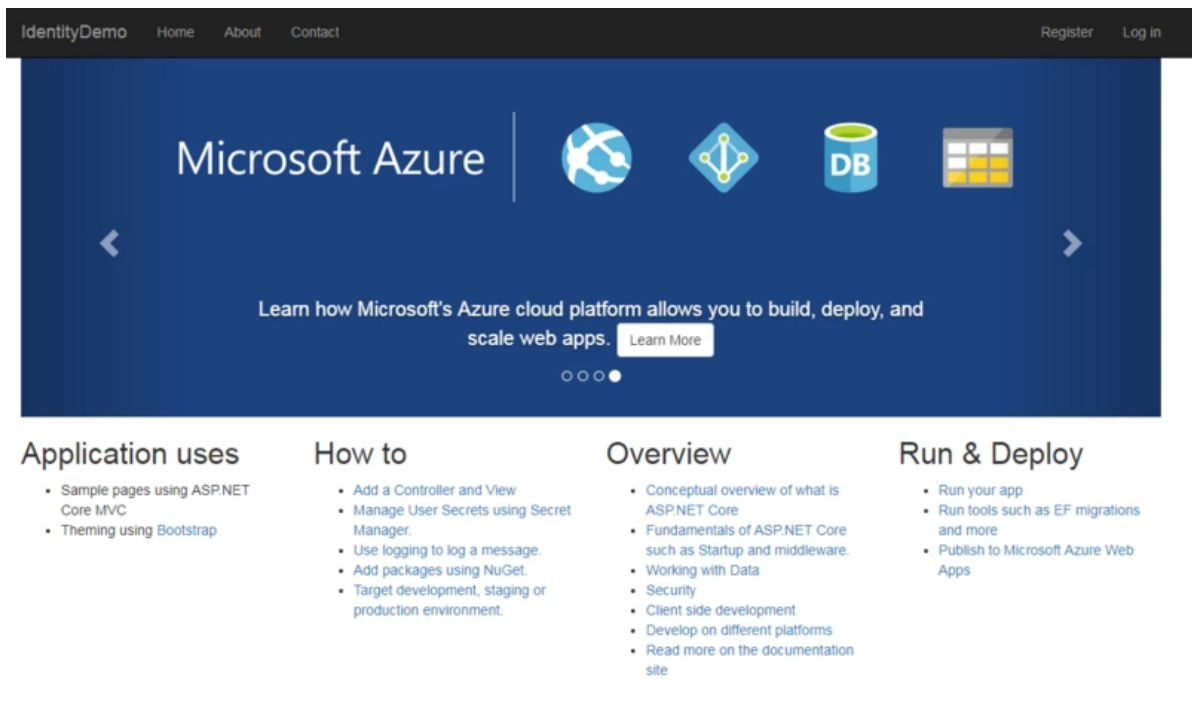 IdentityDemo Home About Contact Register Log in
Microsoft Azure
DB
Learn how Microsoft's Azure cloud platform allows you to build, deploy, and
scale web apps. Learn More
Application uses
Sample pages using ASP.NET
Core MVC
Theming using Bootstrap
How to
Add a Controller and View
Manage User Secrets using Secret
Manager.
Use logging to log a message.
Add packages using NuGet.
Target development, staging or
production environment.
Overview
Conceptual overview of what is
ASP.NET Core
Fundamentals of ASP.NET Core
such as Startup and middleware.
Working with Data
Security
Client side development
Develop on different platforms
Read more on the documentation
site
Run & Deploy
Run your app
Run tools such as EF migrations
and more
Publish to Microsoft Azure Web
Apps